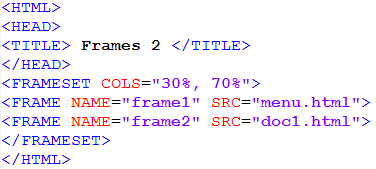 <HTML>
<HEAD>
<TITLE> Frames 2 </TITLE>
</HEAD>
<FRAMESET COLS="30%, 70%">
<FRAME NAME="frame1" SRC="menu.html">
<FRAME NAME="frame2" SRC="doc1.html">
</FRAMESET>
</HTML>